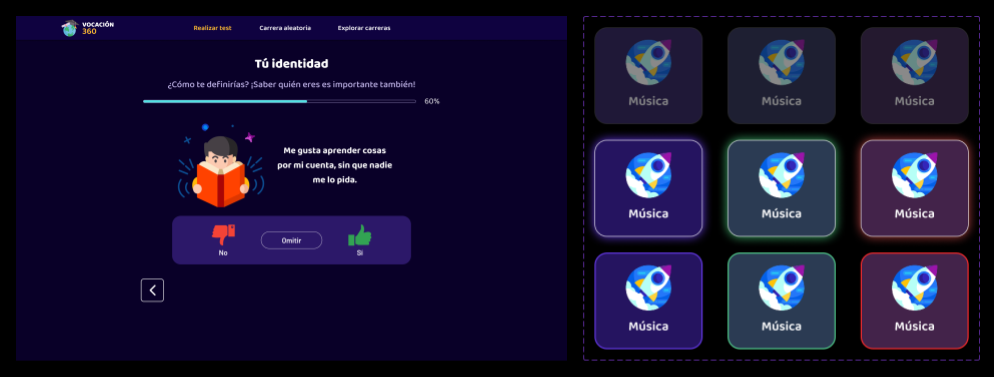 VOCACIÓN
360
Realizar test
Carrera aleatoria
Explorar carreras
Tú identidad
¿Cómo te definirías? ¡Saber quién eres es importante también!
60%
Me gusta aprender cosas
por mi cuenta, sin que nadie
me lo pida.
No
Omitir
Si
Música
Música
Música
Música
Música
Música
Música
Música
Música